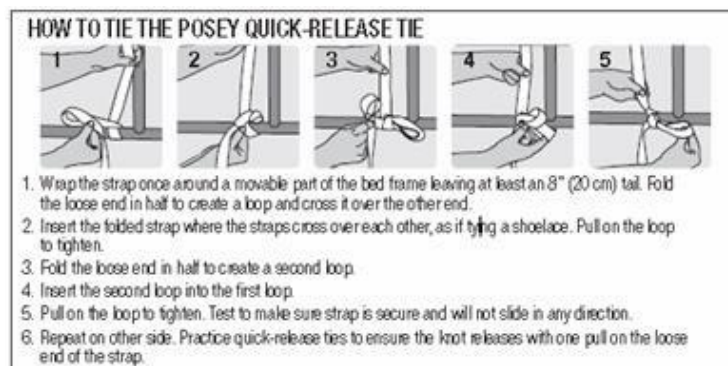 HOW TO TIE THE POSEY QUICK-RELEASE TIE
1 2 3 4 5
1. Wrap the strap once around a movable part of the bed frame leaving at least an 8" (20 cm) tail. Fold
the loose end in half to create a loop and cross it over the other end.
2. Insert the folded strap where the straps cross over each other, as if tying a shoelace. Pull on the loop
to tighten.
3. Fold the loose end in half to create a second loop.
4. Insert the second loop into the first loop.
5. Pull on the loop to tighten. Test to make sure strap is secure and will not slide in any direction.
6. Repeat on other side. Practice quick-release ties to ensure the knot releases with one pull on the loose
end of the strap.